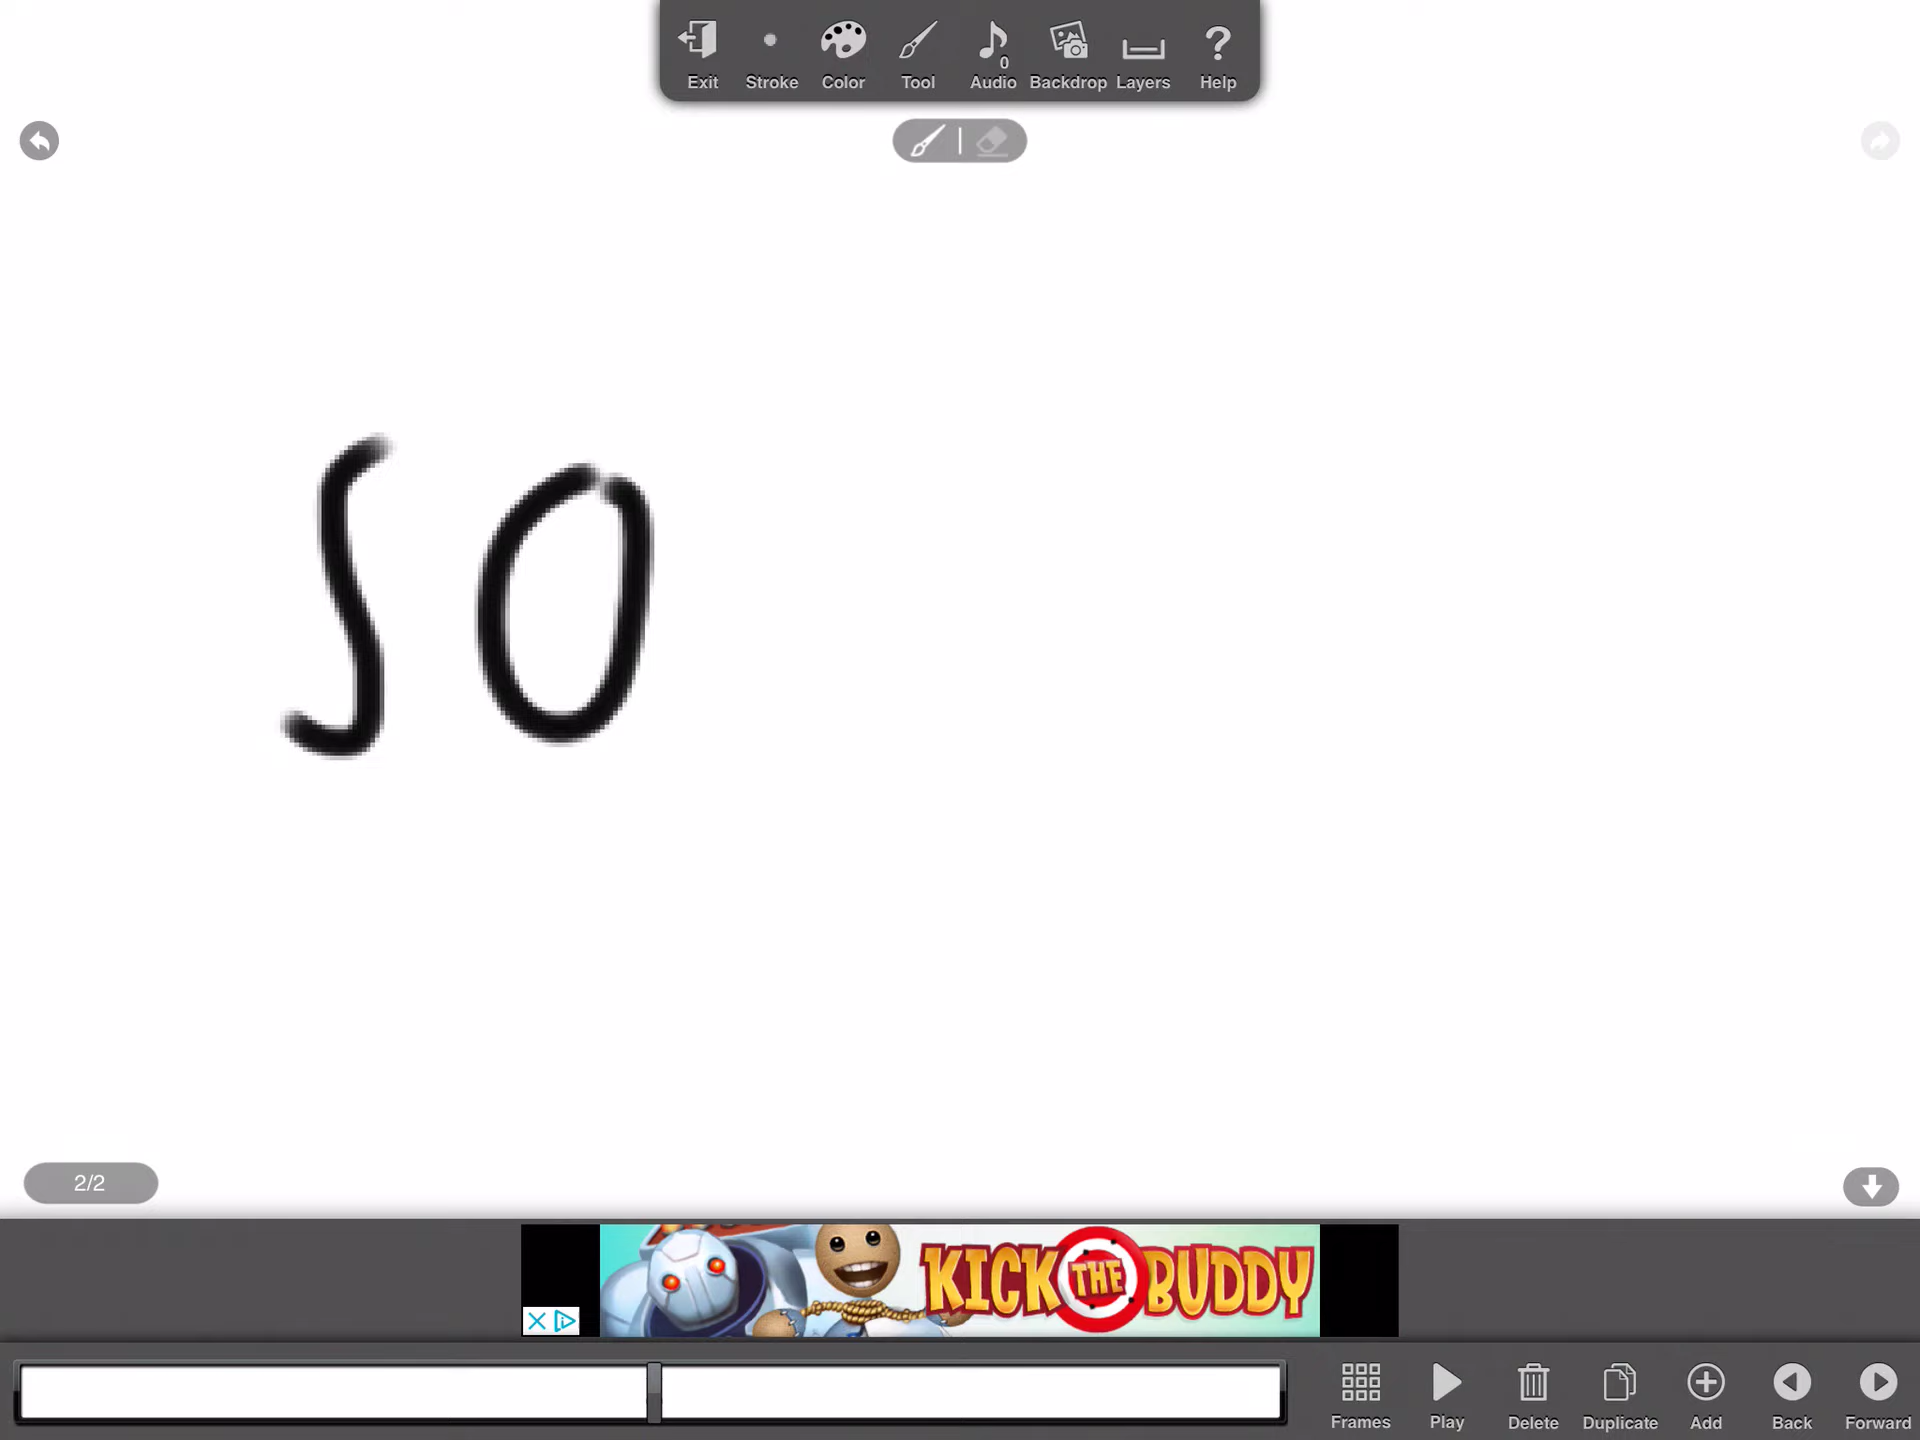 Exit Stroke Color Tool Audio Backdrop Layers Help
0
SO
2/2
KICK THE BUDDY
Frames Play Delete Duplicate Add Back Forward